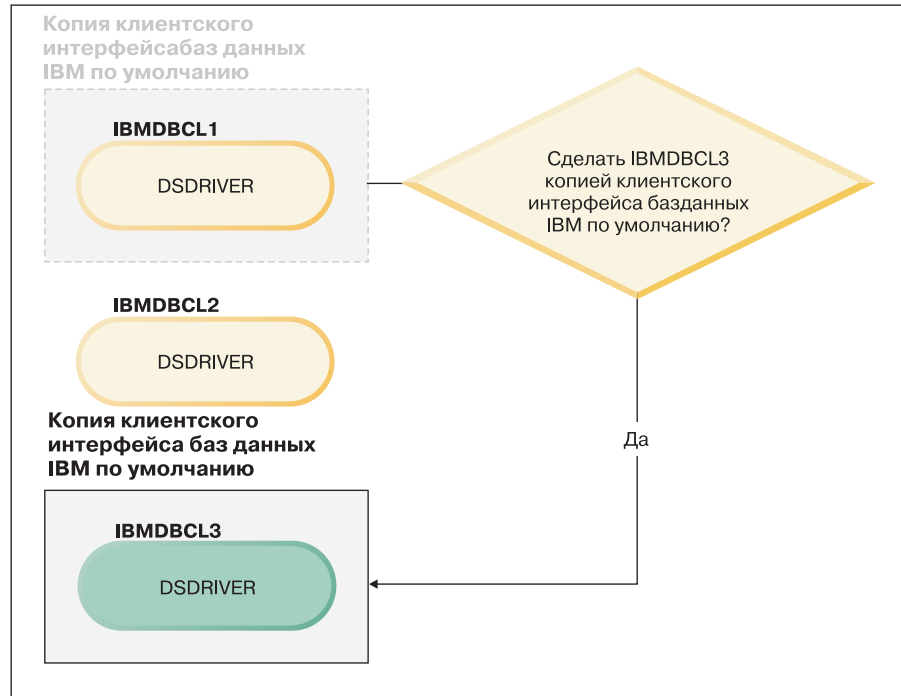 Копия клиентского
интерфейсабаз данных
IBM по умолчанию
IBMDBCL1
DSDRIVER
Сделать IBMDBCL3
копией клиентского
интерфейса базданных
IBM по умолчанию?
IBMDBCL2
DSDRIVER
Копия клиентского
интерфейса баз данных
IBM по умолчанию
Да
IBMDBCL3
DSDRIVER